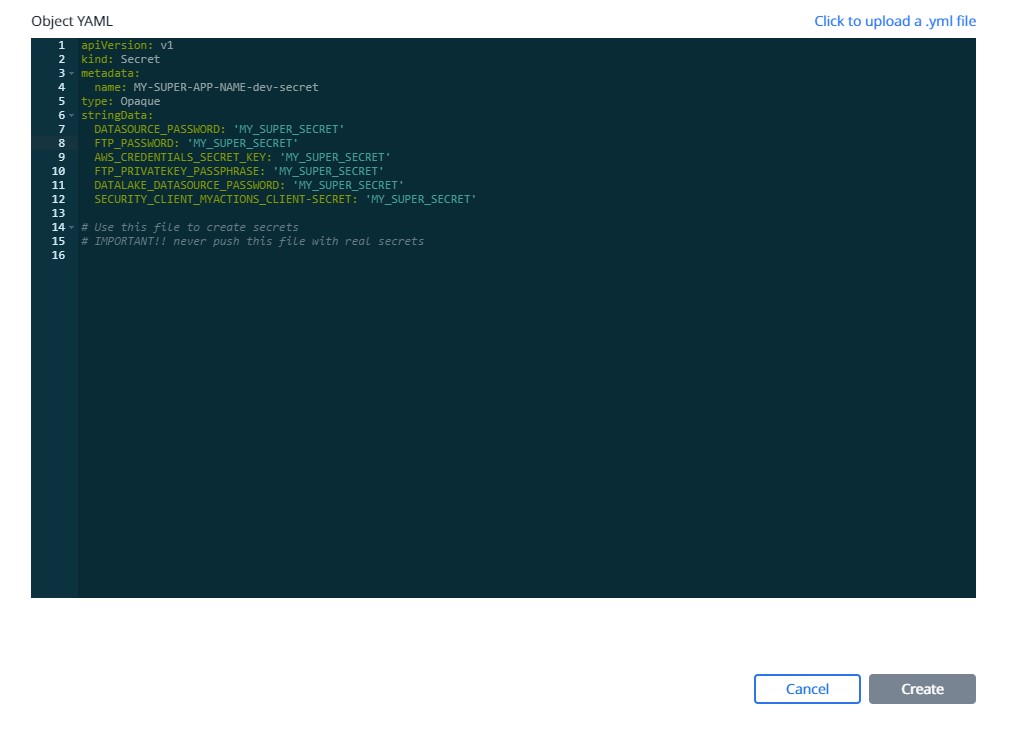 Object YAML
Click to upload a .yml file
1 apiVersion: v1
2 kind: Secret
3 metadata:
4   name: MY-SUPER-APP-NAME-dev-secret
5 type: Opaque
6 stringData:
7   DATASOURCE_PASSWORD: 'MY_SUPER_SECRET'
8   FTP_PASSWORD: 'MY_SUPER_SECRET'
9   AWS_CREDENTIALS_SECRET_KEY: 'MY_SUPER_SECRET'
10   FTP_PRIVATEKEY_PASSPHRASE: 'MY_SUPER_SECRET'
11   DATALAKE_DATASOURCE_PASSWORD: 'MY_SUPER_SECRET'
12   SECURITY_CLIENT_MYACTIONS_CLIENT-SECRET: 'MY_SUPER_SECRET'
13
14 # Use this file to create secrets
15 # IMPORTANT!! never push this file with real secrets
16
Cancel
Create